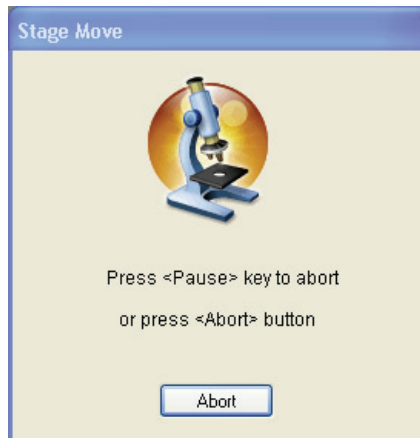 Stage Move
Press <Pause> key to abort
or press <Abort> button
Abort